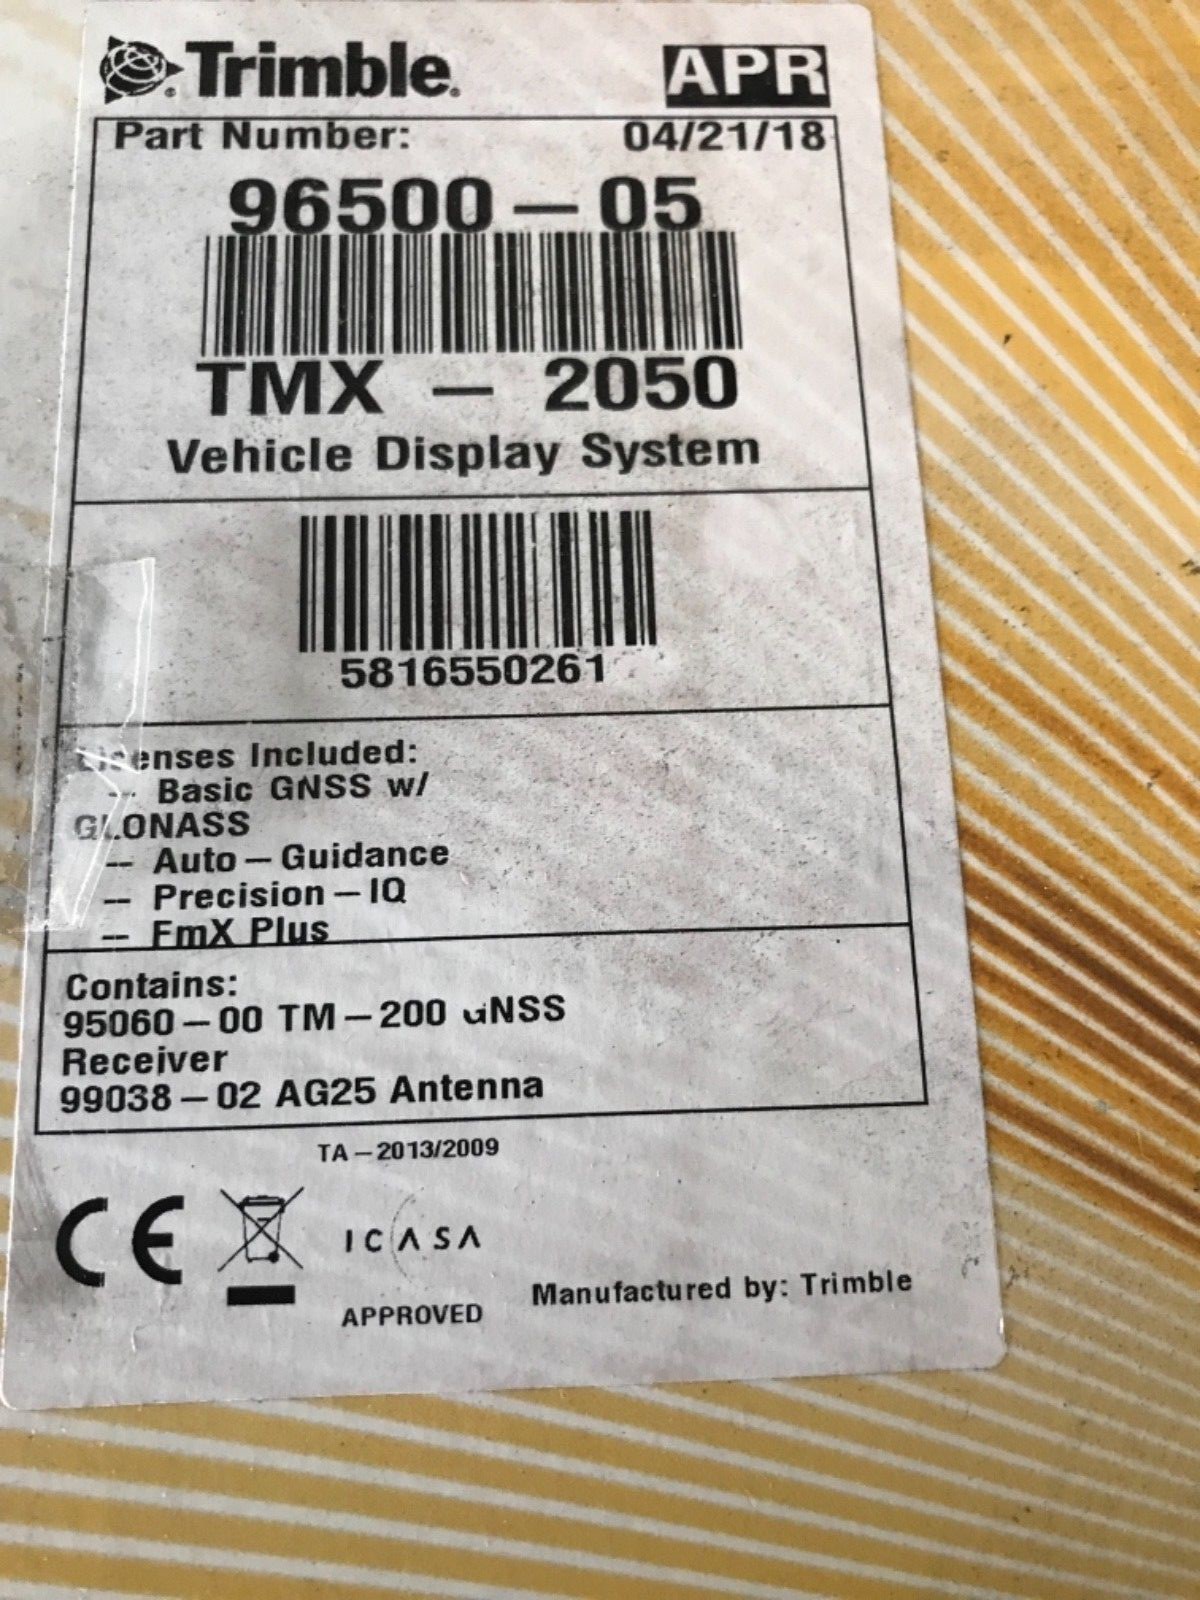 Trimble. APR
Part Number: 04/21/18
96500-05
TMX - 2050
Vehicle Display System
5816550261
Licenses Included:
-- Basic GNSS w/
GLONASS
-- Auto-Guidance
-- Precision-IQ
-- FmX Plus
Contains:
95060-00 TM-200 GNSS
Receiver
99038-02 AG25 Antenna
TA-2013/2009
CE
ICASA
APPROVED
Manufactured by: Trimble